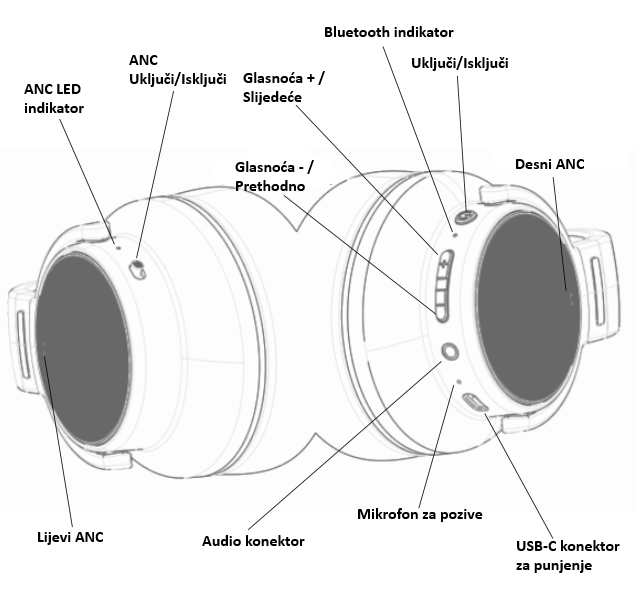 Bluetooth indikator
ANC
Uključi/Isključi
Uključi/Isključi
Glasnoća + /
Slijedeće
ANC LED
indikator
Glasnoća - /
Prethodno
Desni ANC
Lijevi ANC
Audio konektor
Mikrofon za pozive
USB-C konektor
za punjenje